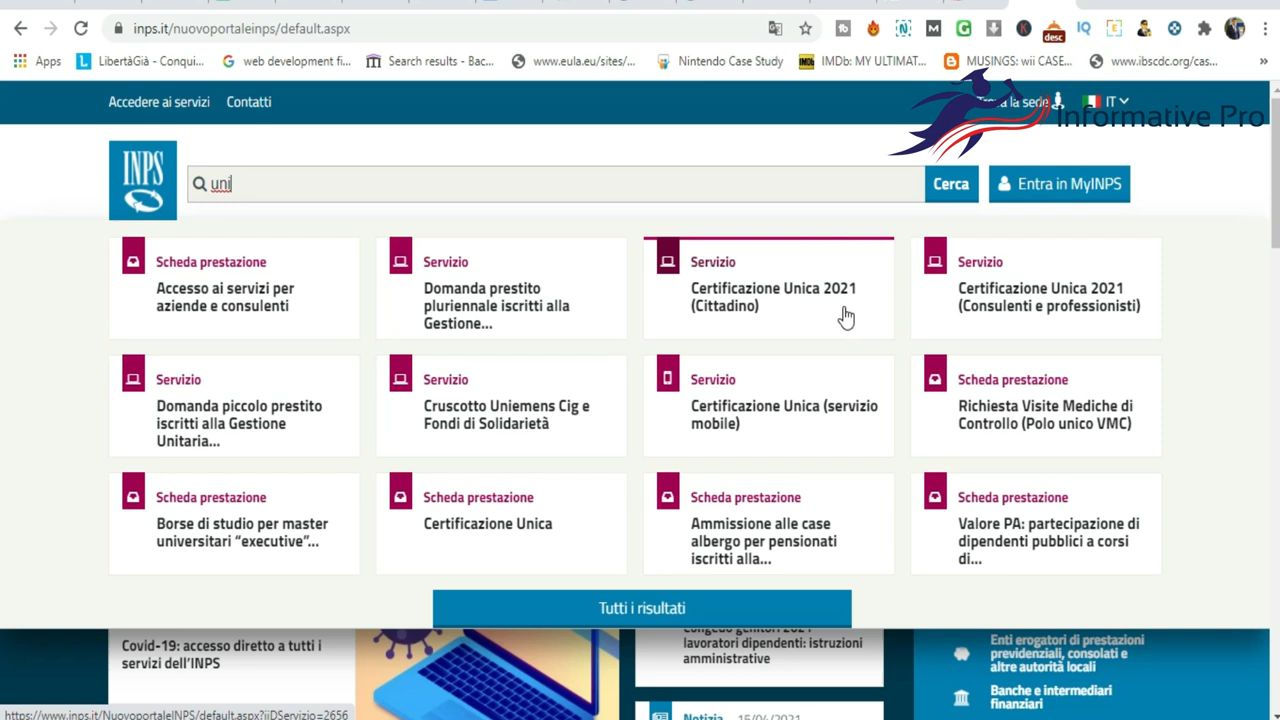 inps.it/nuovoportaleinps/default.aspx
Apps
LibertàGià - Conqui...
web development fi...
Search results - Bac...
www.eula.eu/sites/...
Nintendo Case Study
IMDb: MY ULTIMAT...
MUSINGS: wii CASE...
www.ibscdc.org/cas...
Accedere ai servizi
Contatti
la sede
IT
Informative Pro
INPS
uni
Cerca
Entra in MyINPS
Scheda prestazione
Accesso ai servizi per
aziende e consulenti
Servizio
Domanda prestito
pluriennale iscritti alla
Gestione...
Servizio
Certificazione Unica 2021
(Cittadino)
Servizio
Certificazione Unica 2021
(Consulenti e professionisti)
Servizio
Domanda piccolo prestito
iscritti alla Gestione
Unitaria...
Servizio
Cruscotto Uniemens Cig e
Fondi di Solidarietà
Servizio
Certificazione Unica (servizio
mobile)
Scheda prestazione
Richiesta Visite Mediche di
Controllo (Polo unico VMC)
Scheda prestazione
Borse di studio per master
universitari “executive”...
Scheda prestazione
Certificazione Unica
Scheda prestazione
Ammissione alle case
albergo per pensionati
iscritti alla...
Scheda prestazione
Valore PA: partecipazione di
dipendenti pubblici a corsi
di...
Tutti i risultati
Covid-19: accesso diretto a tutti i
servizi dell'INPS
Congedo genitori 2021
lavoratori dipendenti: istruzioni
amministrative
Notizia 15/04/2021
Enti erogatori di prestazioni
previdenziali, consolati e
altre autorità locali
Banche e intermediari
finanziari
https://www.inps.it/NuovoportaleINPS/default.aspx?iiDServizio=2656